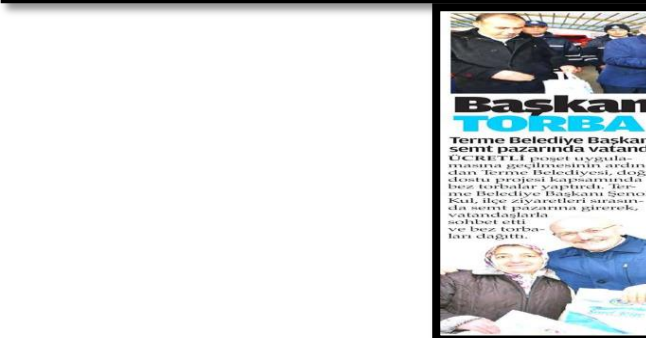 Başkan
TORBA
Terme Belediye Başkan
semt pazarında vatand
ÜCRETLİ poşet uygula-
masına geçilmesinin ardın
dan Terme Belediyesi, doğ
dostu projesi kapsamında
bez torbalar yaptırdı. Ter-
me Belediye Başkanı Şeno
Kul, ilçe ziyaretleri sırasın-
da semt pazarına girerek,
vatandaşlarla
sohbet etti
ve bez torba-
ları dağıttı.